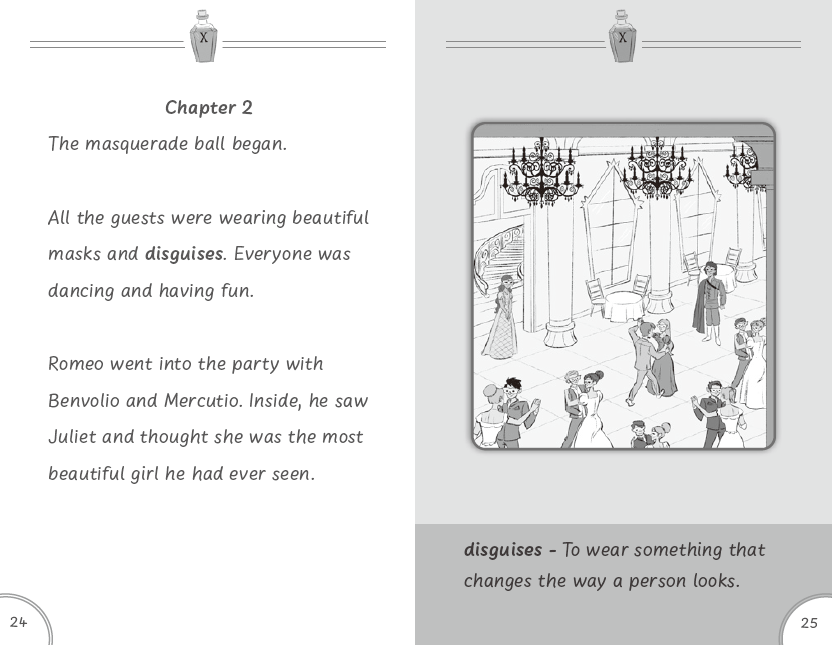 X
Chapter 2
The masquerade ball began.
All the guests were wearing beautiful
masks and disguises. Everyone was
dancing and having fun.
Romeo went into the party with
Benvolio and Mercutio. Inside, he saw
Juliet and thought she was the most
beautiful girl he had ever seen.
24
X
disguises - To wear something that
changes the way a person looks.
25